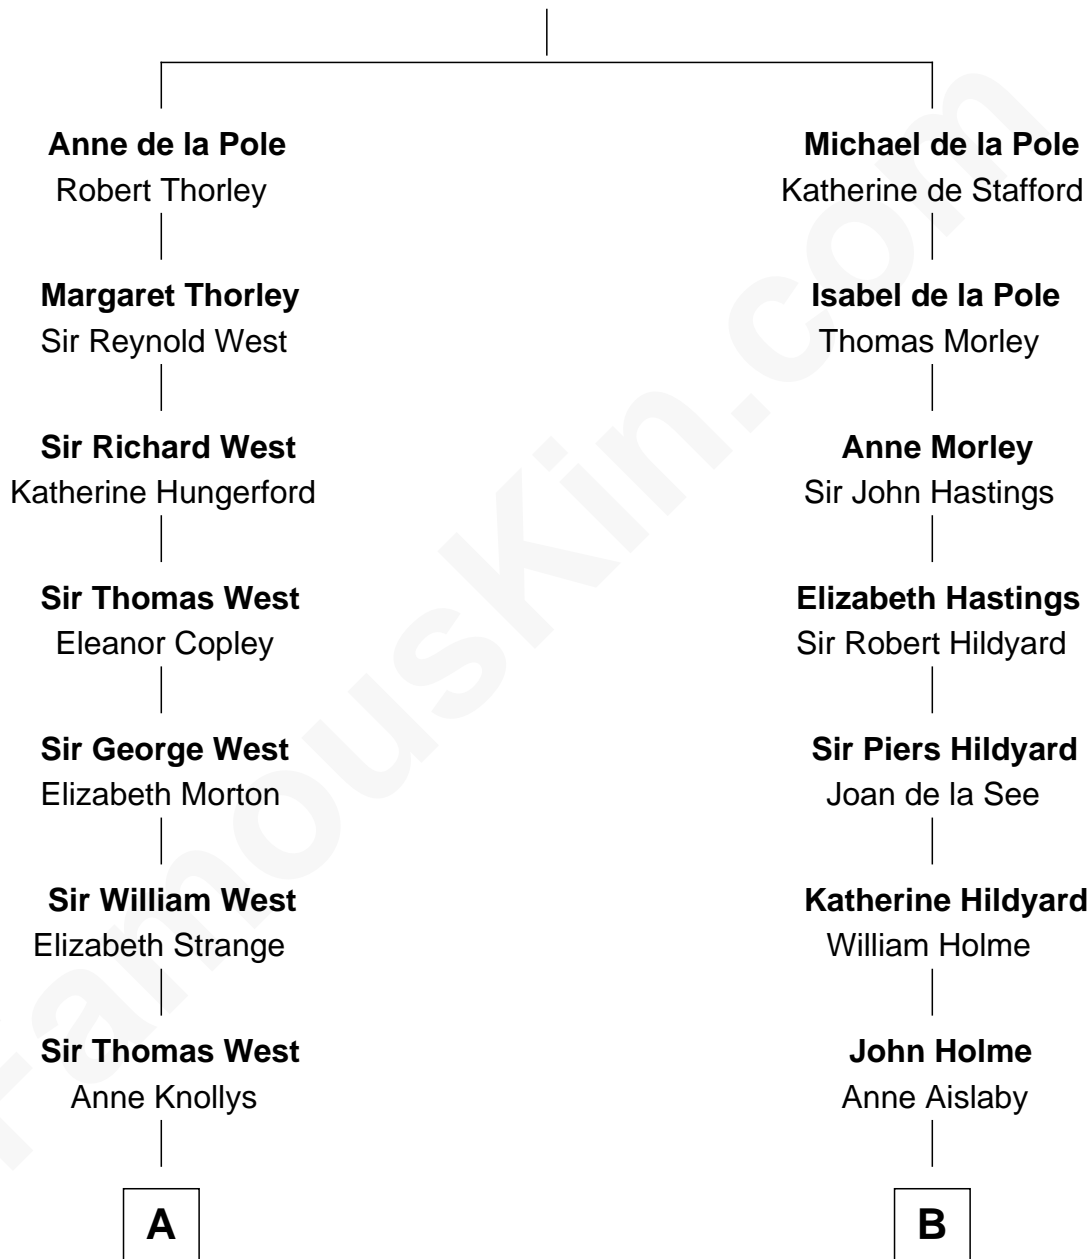 Anne de la Pole
Robert Thorley
Margaret Thorley
Sir Reynold West
Sir Richard West
Katherine Hungerford
Sir Thomas West
Eleanor Copley
Sir George West
Elizabeth Morton
Sir William West
Elizabeth Strange
Sir Thomas West
Anne Knollys
A
Michael de la Pole
Katherine de Stafford
Isabel de la Pole
Thomas Morley
Anne Morley
Sir John Hastings
Elizabeth Hastings
Sir Robert Hildyard
Sir Piers Hildyard
Joan de la See
Katherine Hildyard
William Holme
John Holme
Anne Aislaby
B
FamousKin.com